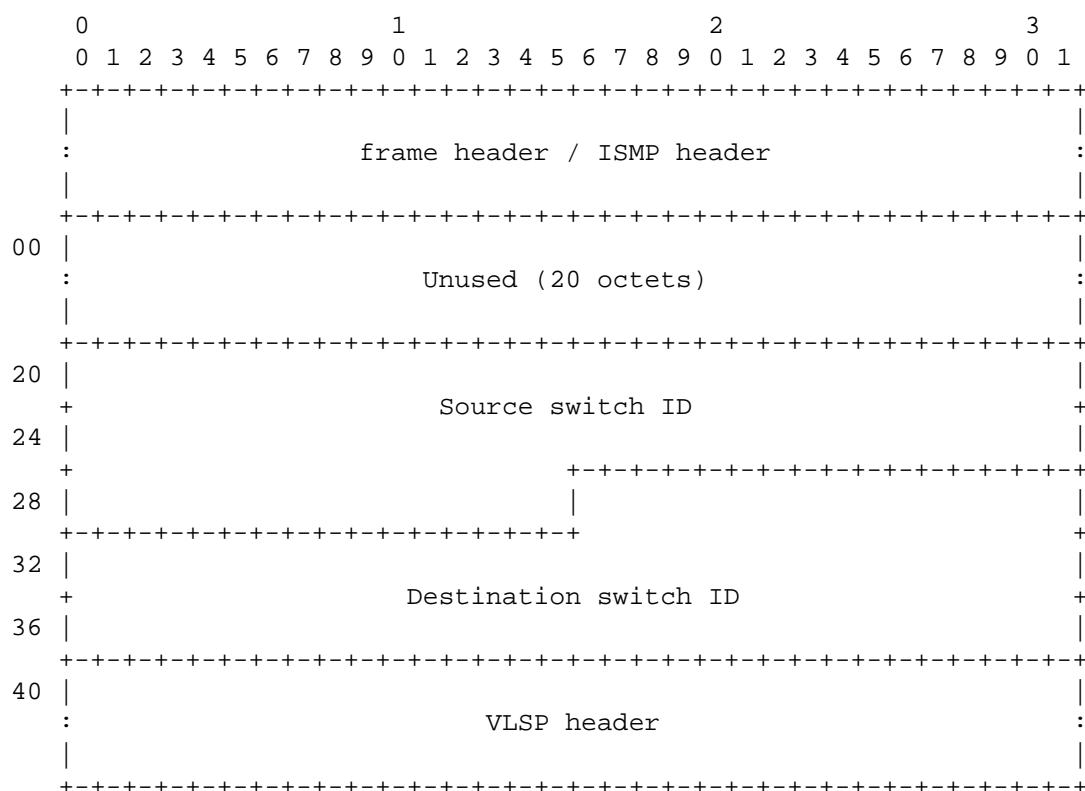 0                   1                   2                   3
 0 1 2 3 4 5 6 7 8 9 0 1 2 3 4 5 6 7 8 9 0 1 2 3 4 5 6 7 8 9 0 1
+-+-+-+-+-+-+-+-+-+-+-+-+-+-+-+-+-+-+-+-+-+-+-+-+-+-+-+-+-+-+-+-+
|                                                               |
:                  frame header / ISMP header                   :
|                                                               |
+-+-+-+-+-+-+-+-+-+-+-+-+-+-+-+-+-+-+-+-+-+-+-+-+-+-+-+-+-+-+-+-+
00 |                                                               |
:                      Unused (20 octets)                       :
|                                                               |
+-+-+-+-+-+-+-+-+-+-+-+-+-+-+-+-+-+-+-+-+-+-+-+-+-+-+-+-+-+-+-+-+
20 |                                                               |
+                       Source switch ID                        +
24 |                                                               |
+                               +-+-+-+-+-+-+-+-+-+-+-+-+-+-+-+-+
28 |                               |                               |
+-+-+-+-+-+-+-+-+-+-+-+-+-+-+-+-+                               +
32 |                                                               |
+                     Destination switch ID                     +
36 |                                                               |
+-+-+-+-+-+-+-+-+-+-+-+-+-+-+-+-+-+-+-+-+-+-+-+-+-+-+-+-+-+-+-+-+
40 |                                                               |
:                          VLSP header                          :
|                                                               |
+-+-+-+-+-+-+-+-+-+-+-+-+-+-+-+-+-+-+-+-+-+-+-+-+-+-+-+-+-+-+-+-+